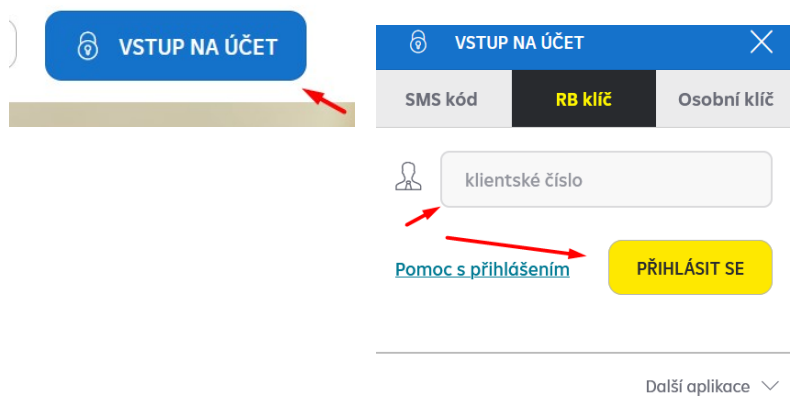 VSTUP NA ÚČET
VSTUP NA ÚČET
SMS kód
RB klíč
Osobní klíč
klientské číslo
Pomoc s přihlášením
PŘIHLÁSIT SE
Další aplikace